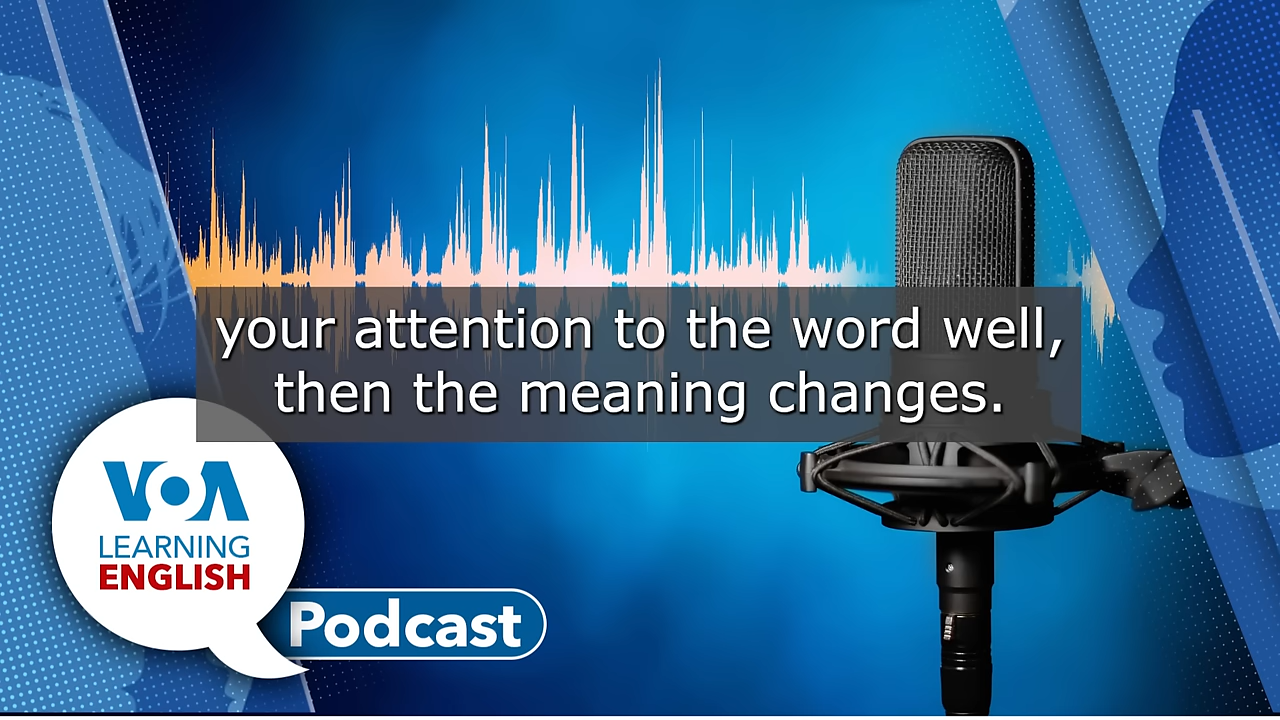 your attention to the word well,
then the meaning changes.
VOA
LEARNING
ENGLISH
Podcast